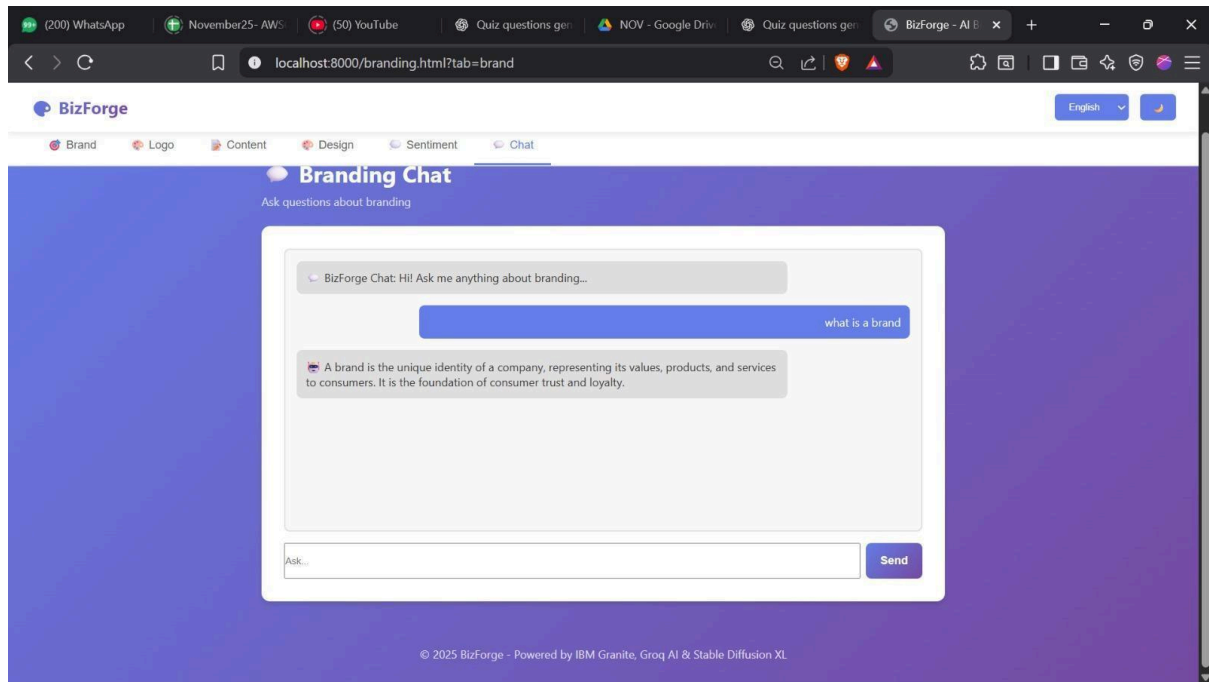 (200) WhatsApp
November25- AWS
(50) YouTube
Quiz questions gen
NOV - Google Drive
Quiz questions gen
BizForge - AI B
localhost:8000/branding.html?tab=brand
BizForge
English
Brand
Logo
Content
Design
Sentiment
Chat
Branding Chat
Ask questions about branding
BizForge Chat: Hi! Ask me anything about branding...
what is a brand
A brand is the unique identity of a company, representing its values, products, and services
to consumers. It is the foundation of consumer trust and loyalty.
Ask...
Send
© 2025 BizForge - Powered by IBM Granite, Groq AI & Stable Diffusion XL